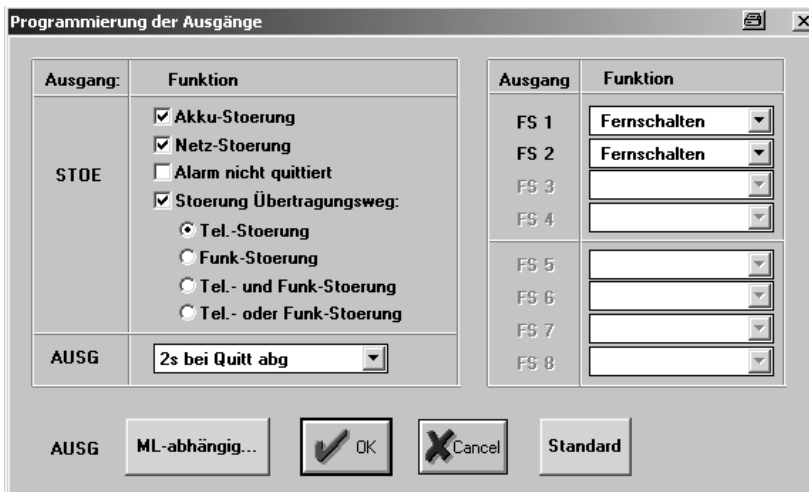 Programmierung der Ausgänge
Ausgang:
Funktion
STOE
Akku-Stoerung
Netz-Stoerung
Alarm nicht quittiert
Stoerung Übertragungsweg:
Tel.-Stoerung
Funk-Stoerung
Tel.- und Funk-Stoerung
Tel.- oder Funk-Stoerung
AUSG
2s bei Quitt abg
Ausgang
Funktion
FS 1
Fernschalten
FS 2
Fernschalten
FS 3
FS 4
FS 5
FS 6
FS 7
FS 8
AUSG
ML-abhängig...
OK
Cancel
Standard